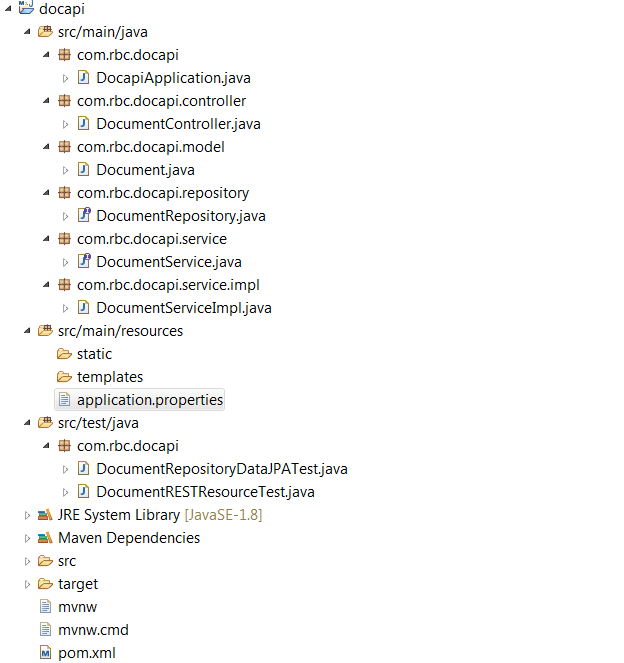 docapi
src/main/java
com.rbc.docapi
DocapiApplication.java
com.rbc.docapi.controller
DocumentController.java
com.rbc.docapi.model
Document.java
com.rbc.docapi.repository
DocumentRepository.java
com.rbc.docapi.service
DocumentService.java
com.rbc.docapi.service.impl
DocumentServiceImpl.java
src/main/resources
static
templates
application.properties
src/test/java
com.rbc.docapi
DocumentRepositoryDataJPATest.java
DocumentRESTResourceTest.java
JRE System Library [JavaSE-1.8]
Maven Dependencies
src
target
mvnw
mvnw.cmd
pom.xml